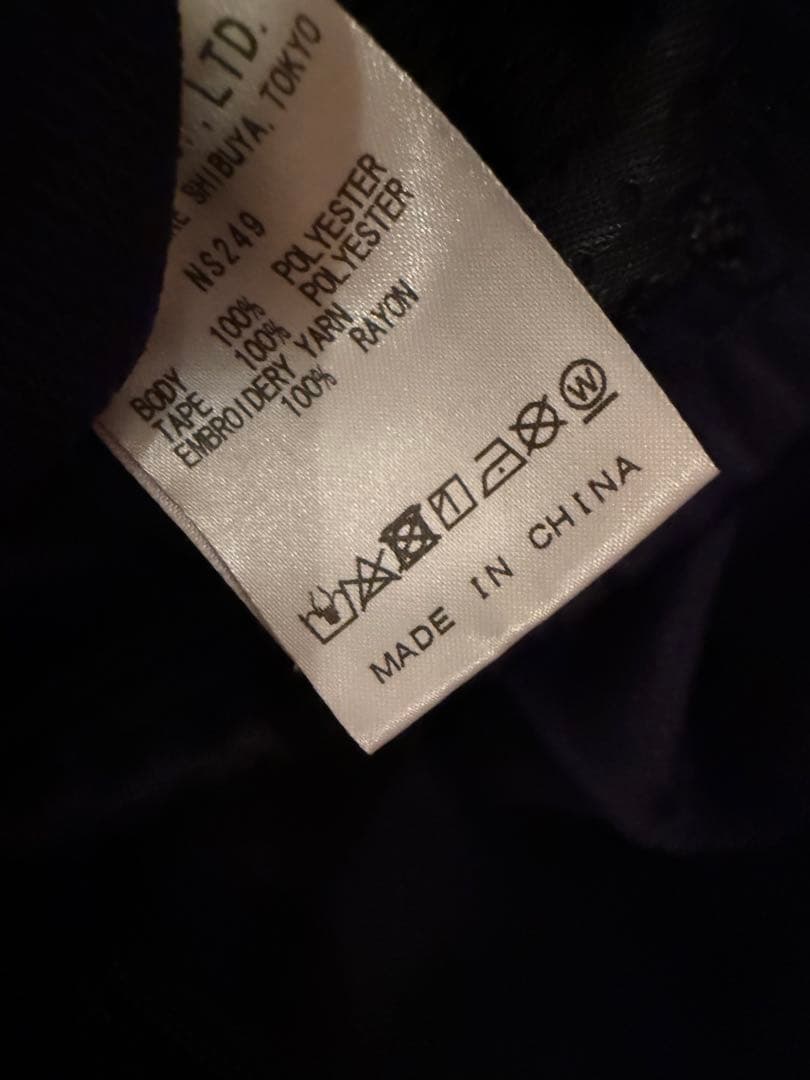 LTD.
SHIBUYA, TOKYO
NS249
BODY 100% POLYESTER
TAPE 100% POLYESTER
EMBROIDERY YARN
100% RAYON
W
MADE IN CHINA